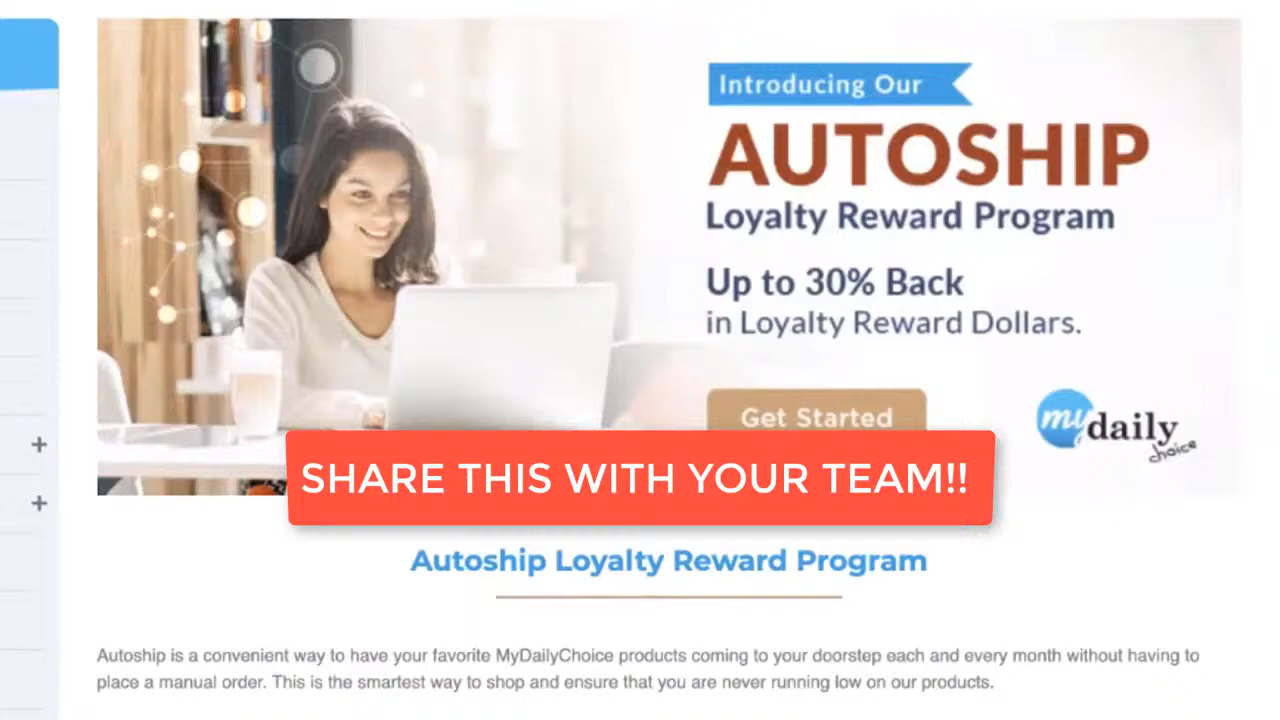 Introducing Our
AUTOSHIP
Loyalty Reward Program
Up to 30% Back
in Loyalty Reward Dollars.
Get Started
my daily
choice
SHARE THIS WITH YOUR TEAM!!
Autoship Loyalty Reward Program
Autoship is a convenient way to have your favorite MyDailyChoice products coming to your doorstep each and every month without having to
place a manual order. This is the smartest way to shop and ensure that you are never running low on our products.